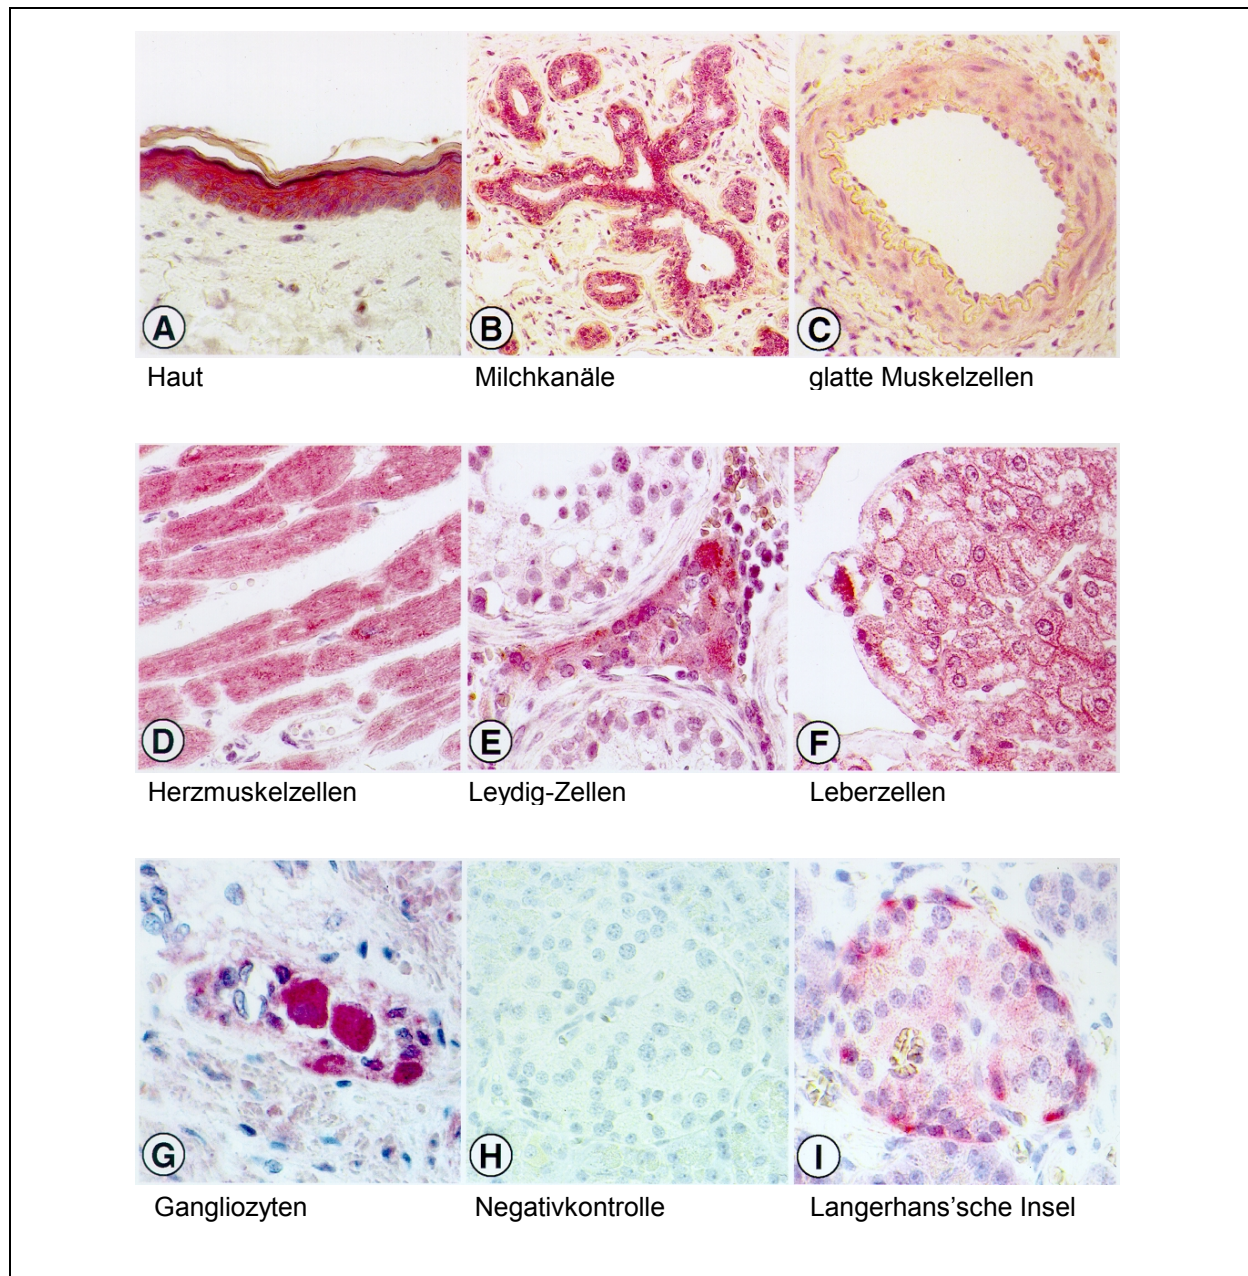 A B C
Haut Milchkanäle glatte Muskelzellen
D E F
Herzmuskelzellen Leydig-Zellen Leberzellen
G H I
Gangliozyten Negativkontrolle Langerhans’sche Insel